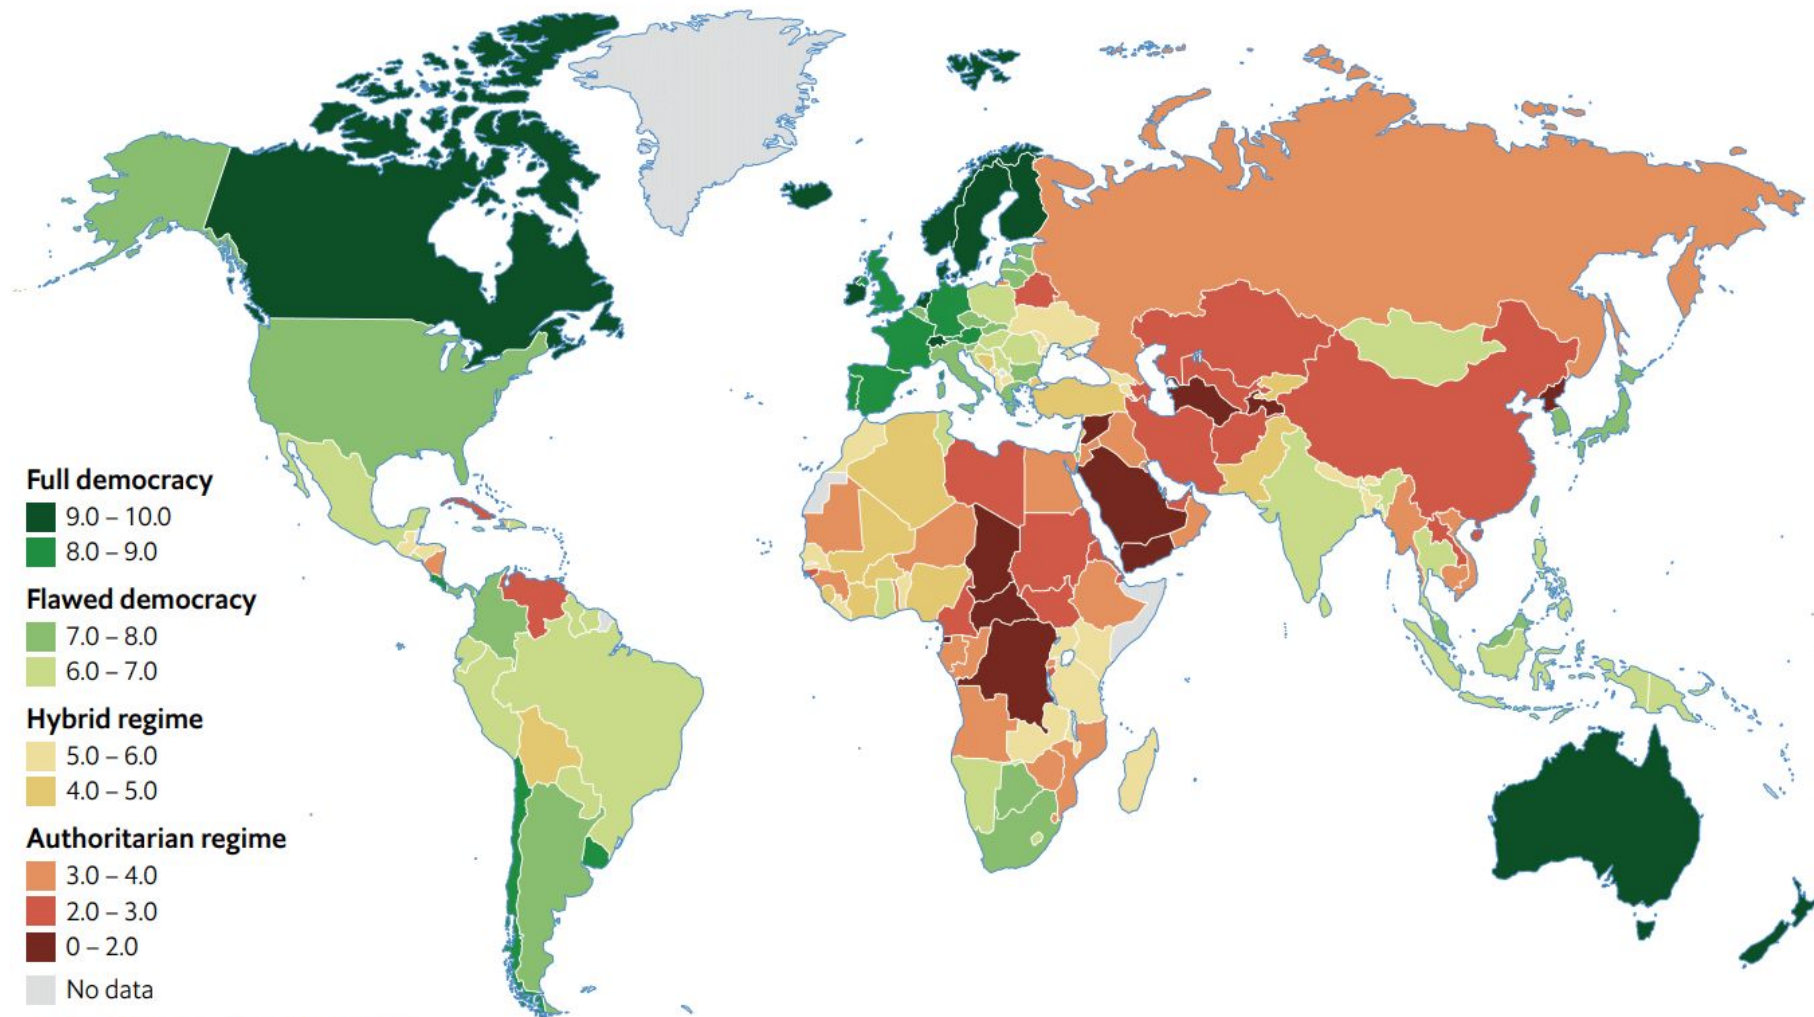 Full democracy
9.0 – 10.0
8.0 – 9.0
Flawed democracy
7.0 – 8.0
6.0 – 7.0
Hybrid regime
5.0 – 6.0
4.0 – 5.0
Authoritarian regime
3.0 – 4.0
2.0 – 3.0
0 – 2.0
No data